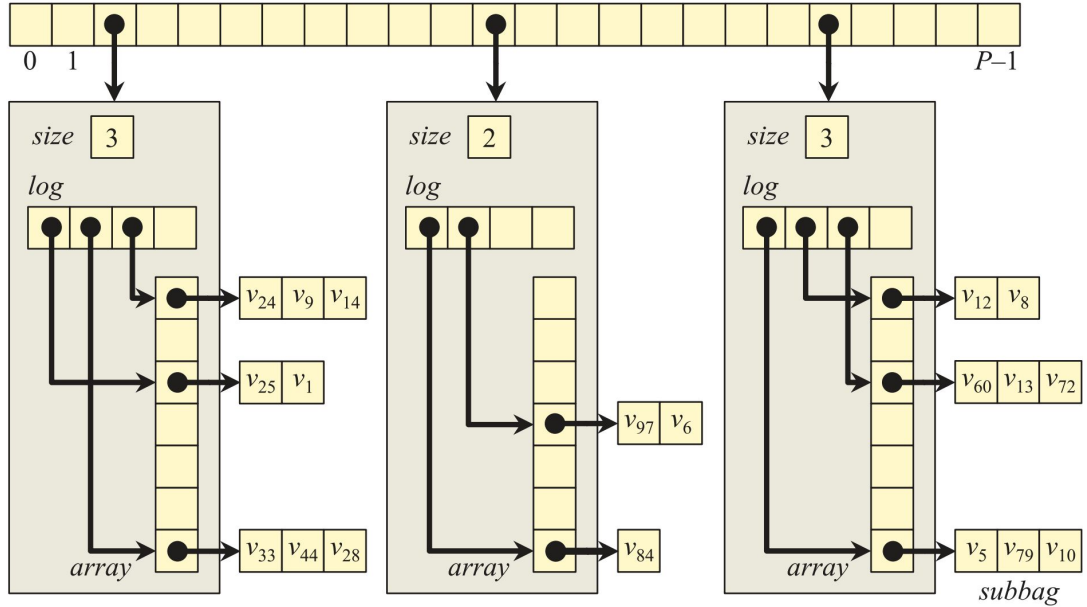 0 1 P–1
size 3 size 2 size 3
log log log
v24 v9 v14 v12 v8
v25 v1 v60 v13 v72
v97 v6
v33 v44 v28 v84 v5 v79 v10
array array array
subbag